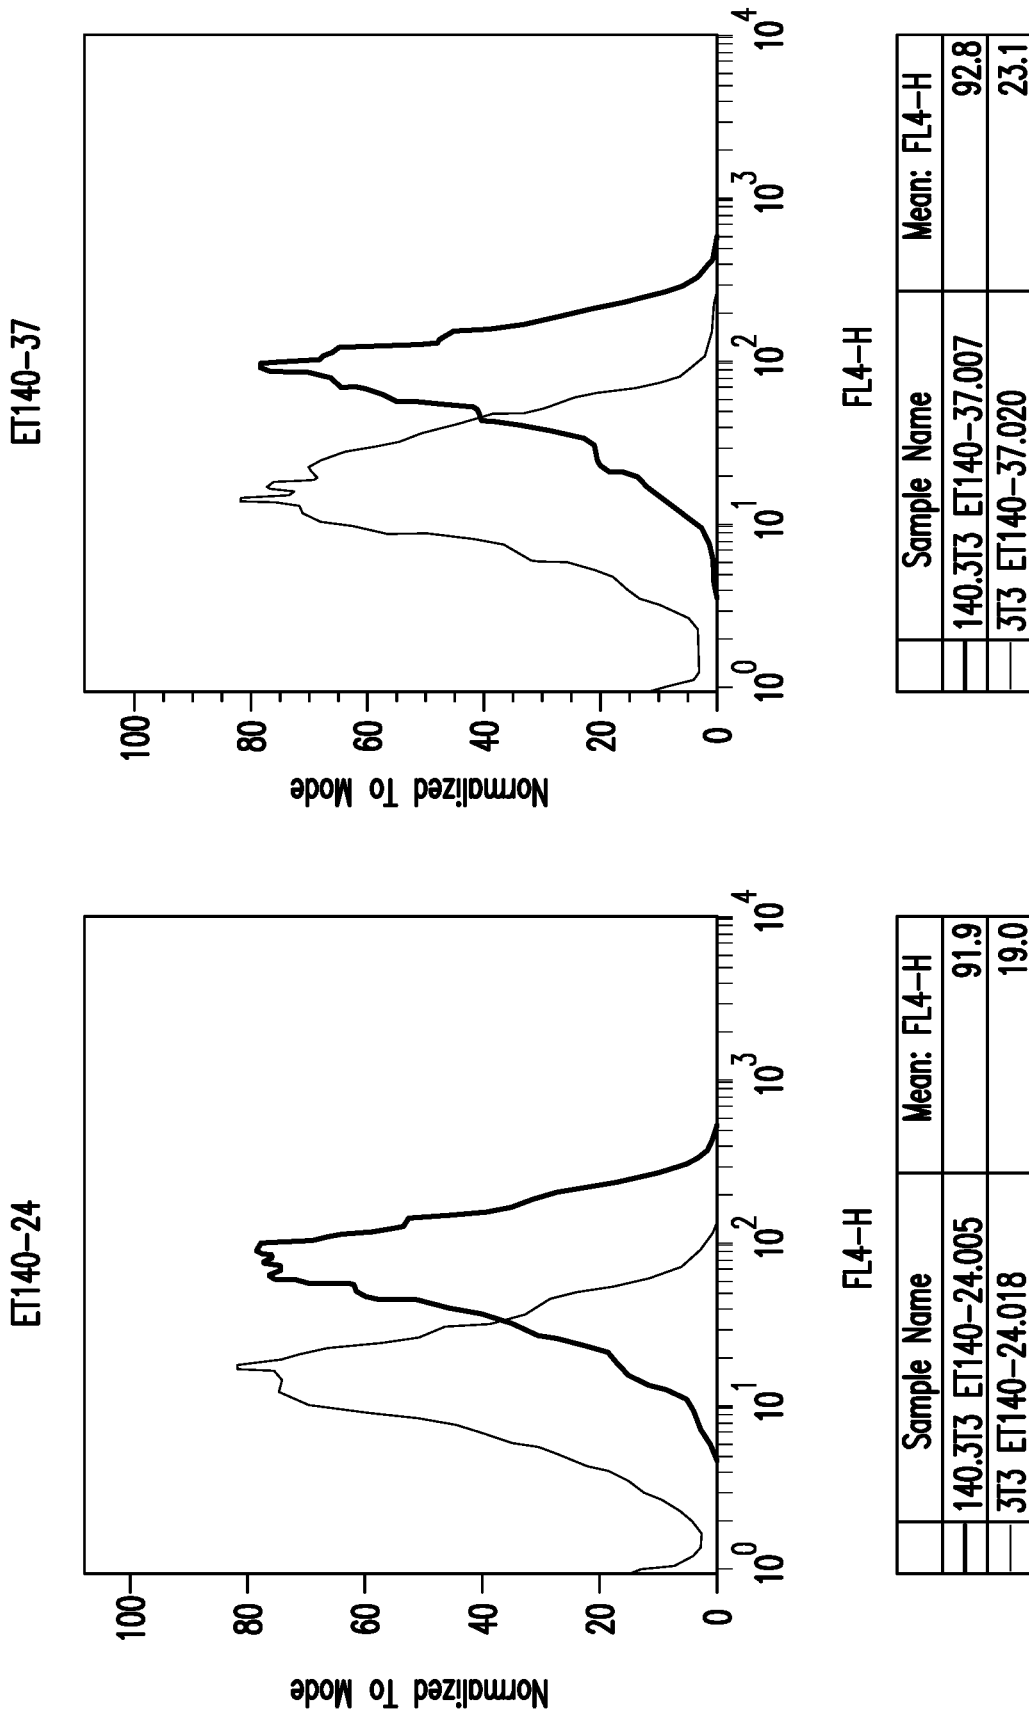 ET140-24
Normalized To Mode
100
80
60
40
20
0
10^0 10^1 10^2 10^3 10^4
FL4-H
Sample Name Mean: FL4-H
140.3T3 ET140-24.005 91.9
3T3 ET140-24.018 19.0
ET140-37
Normalized To Mode
100
80
60
40
20
0
10^0 10^1 10^2 10^3 10^4
FL4-H
Sample Name Mean: FL4-H
140.3T3 ET140-37.007 92.8
3T3 ET140-37.020 23.1